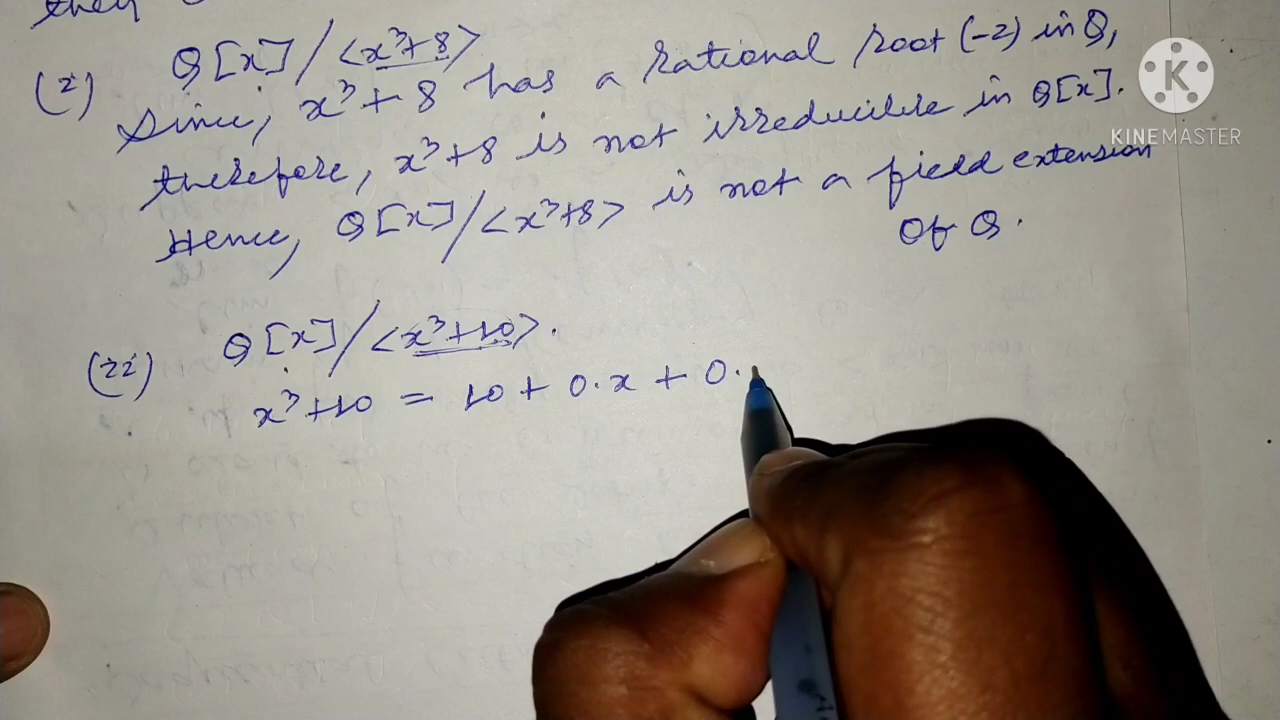 they
(i) Q[x]/<x³+8>
Since, x³+8 has a rational root (-2) in Q,
therefore, x³+8 is not irreducible in Q[x].
Hence, Q[x]/<x³+8> is not a field extension
of Q.
(ii) Q[x]/<x³+10>.
x³+10 = 10 + 0.x + 0.
K
KINEMASTER